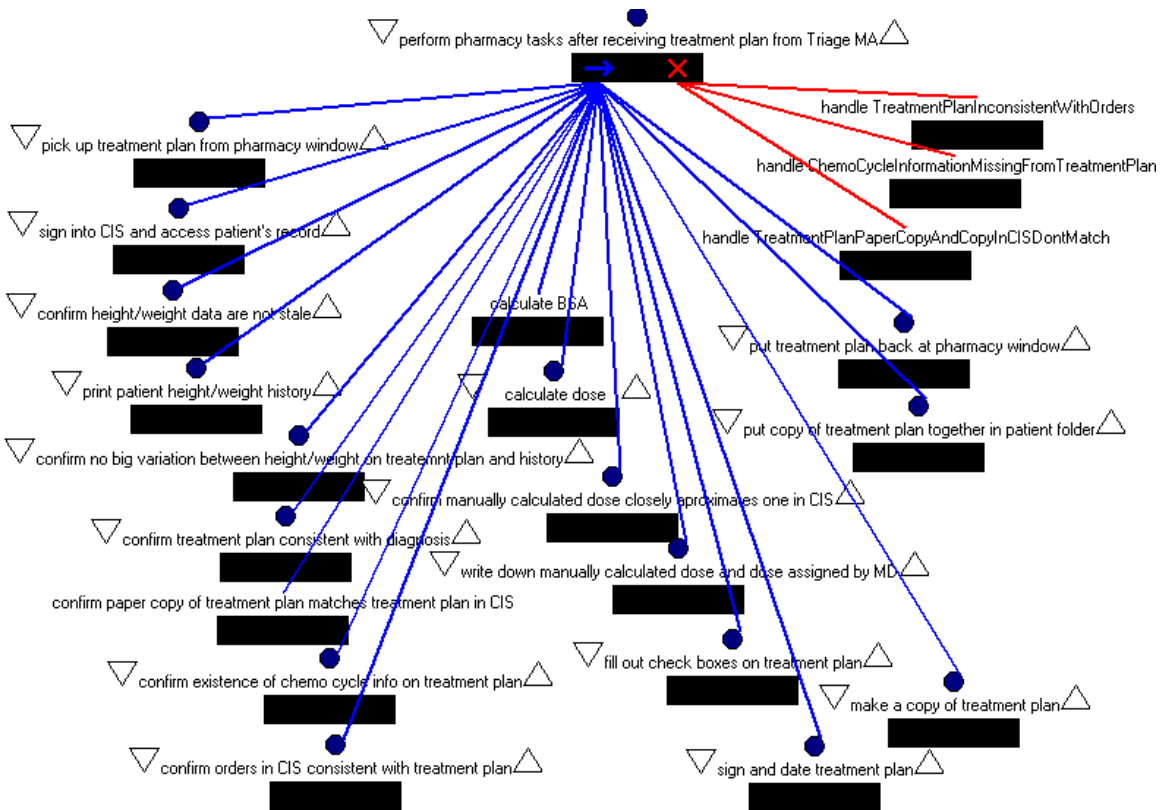 perform pharmacy tasks after receiving treatment plan from Triage MA
handle TreatmentPlanInconsistentWithOrders
pick up treatment plan from pharmacy window
handle ChemoCycleInformationMissingFromTreatmentPlan
sign into CIS and access patient's record
handle TreatmentPlanPaperCopyAndCopyInCISDontMatch
confirm height/weight data are not stale
calculate BSA
put treatment plan back at pharmacy window
print patient height/weight history
calculate dose
put copy of treatment plan together in patient folder
confirm no big variation between height/weight on treatemnt plan and history
confirm manually calculated dose closely aproximates one in CIS
confirm treatment plan consistent with diagnosis
write down manually calculated dose and dose assigned by MD
confirm paper copy of treatment plan matches treatment plan in CIS
fill out check boxes on treatment plan
confirm existence of chemo cycle info on treatment plan
make a copy of treatment plan
confirm orders in CIS consistent with treatment plan
sign and date treatment plan